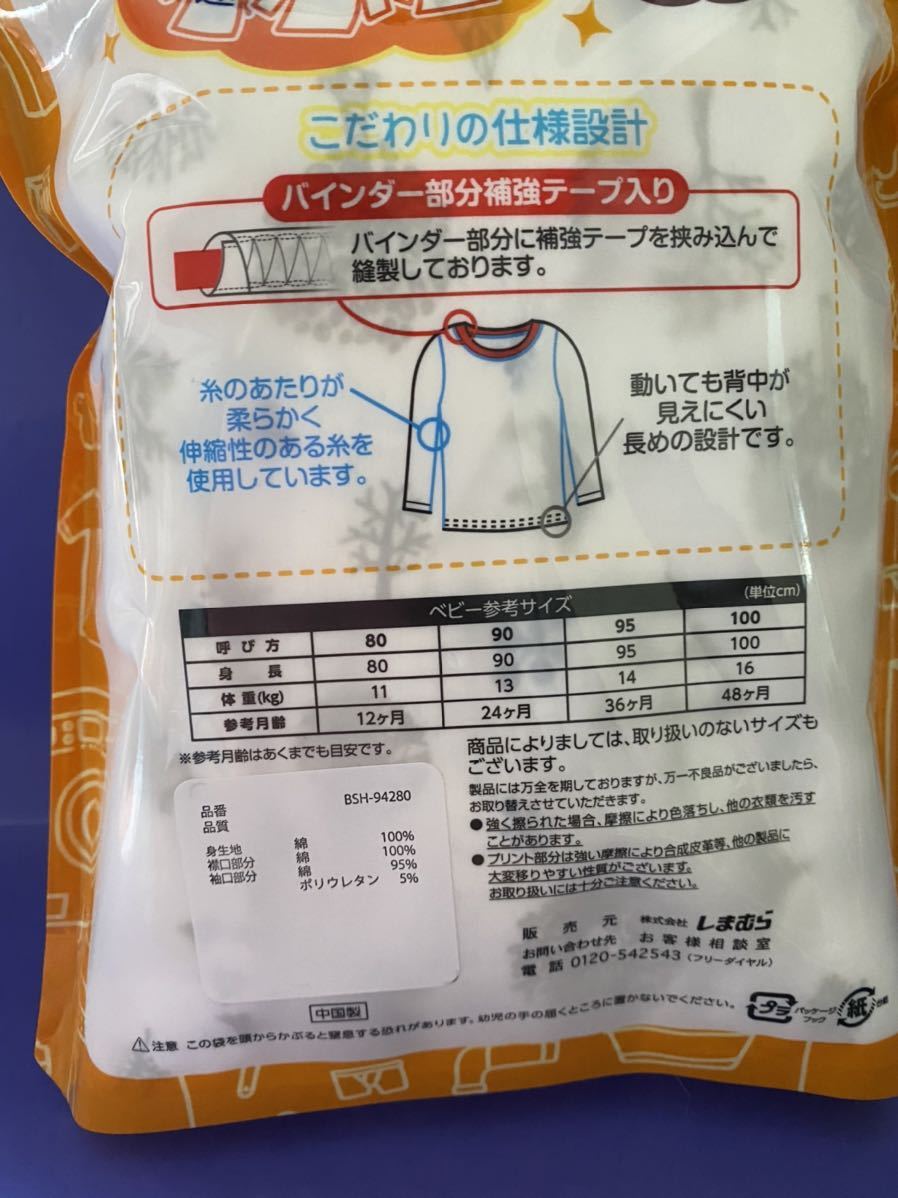 こだわりの仕様設計
バインダー部分補強テープ入り
バインダー部分に補強テープを挟み込んで
縫製しております。
糸のあたりが
柔らかく
伸縮性のある糸を
使用しています。
動いても背中が
見えにくい
長めの設計です。
ベビー参考サイズ (単位cm)
呼び方 80 90 95 100
身長 80 90 95 100
体重(kg) 11 13 14 16
参考月齢 12ヶ月 24ヶ月 36ヶ月 48ヶ月
※参考月齢はあくまでも目安です。
商品によりましては、取り扱いのないサイズも
ございます。
製品には万全を期しておりますが、万一不良品がございましたら、
お取り替えさせていただきます。
●強く擦られた場合、摩擦により色落ちし、他の衣類を汚す
ことがあります。
●プリント部分は強い摩擦により合成皮革等、他の製品に
大変移りやすい性質がございます。
お取り扱いには十分ご注意ください。
品番 BSH-94280
品質
身生地 綿 100%
襟口部分 綿 100%
袖口部分 綿 95%
ポリウレタン 5%
販売元 株式会社 しまむら
お問い合わせ先 お客様相談室
電話 0120-542543 (フリーダイヤル)
中国製
⚠注意 この袋を頭からかぶると窒息する恐れがあります。幼児の手の届くところに置かないでください。
プラ
パッケージ
フック
紙
台紙